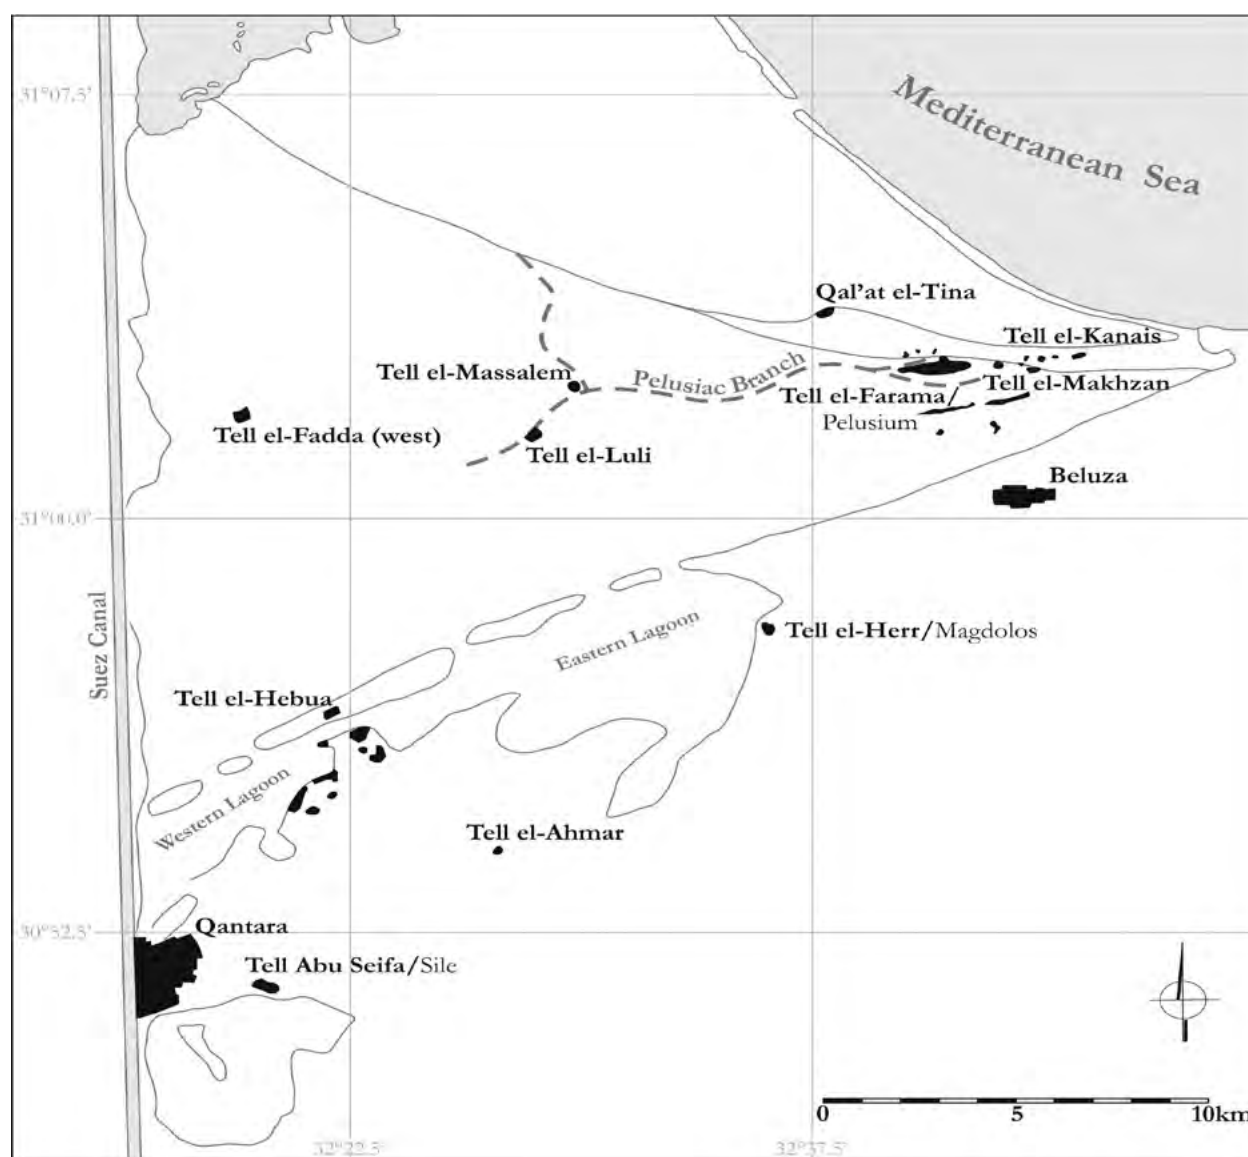 31°07.5'
Mediterranean Sea
Qal'at el-Tina
Tell el-Kanais
Tell el-Massalem
Pelusiac Branch
Tell el-Makhzan
Tell el-Farama/
Pelusium
Tell el-Fadda (west)
Tell el-Luli
Beluza
31°00.0'
Suez Canal
Eastern Lagoon
Tell el-Herr/Magdolos
Tell el-Hebua
Western Lagoon
Tell el-Ahmar
Qantara
30°52.5'
Tell Abu Seifa/Sile
0 5 10km
32°22.5' 32°37.5'